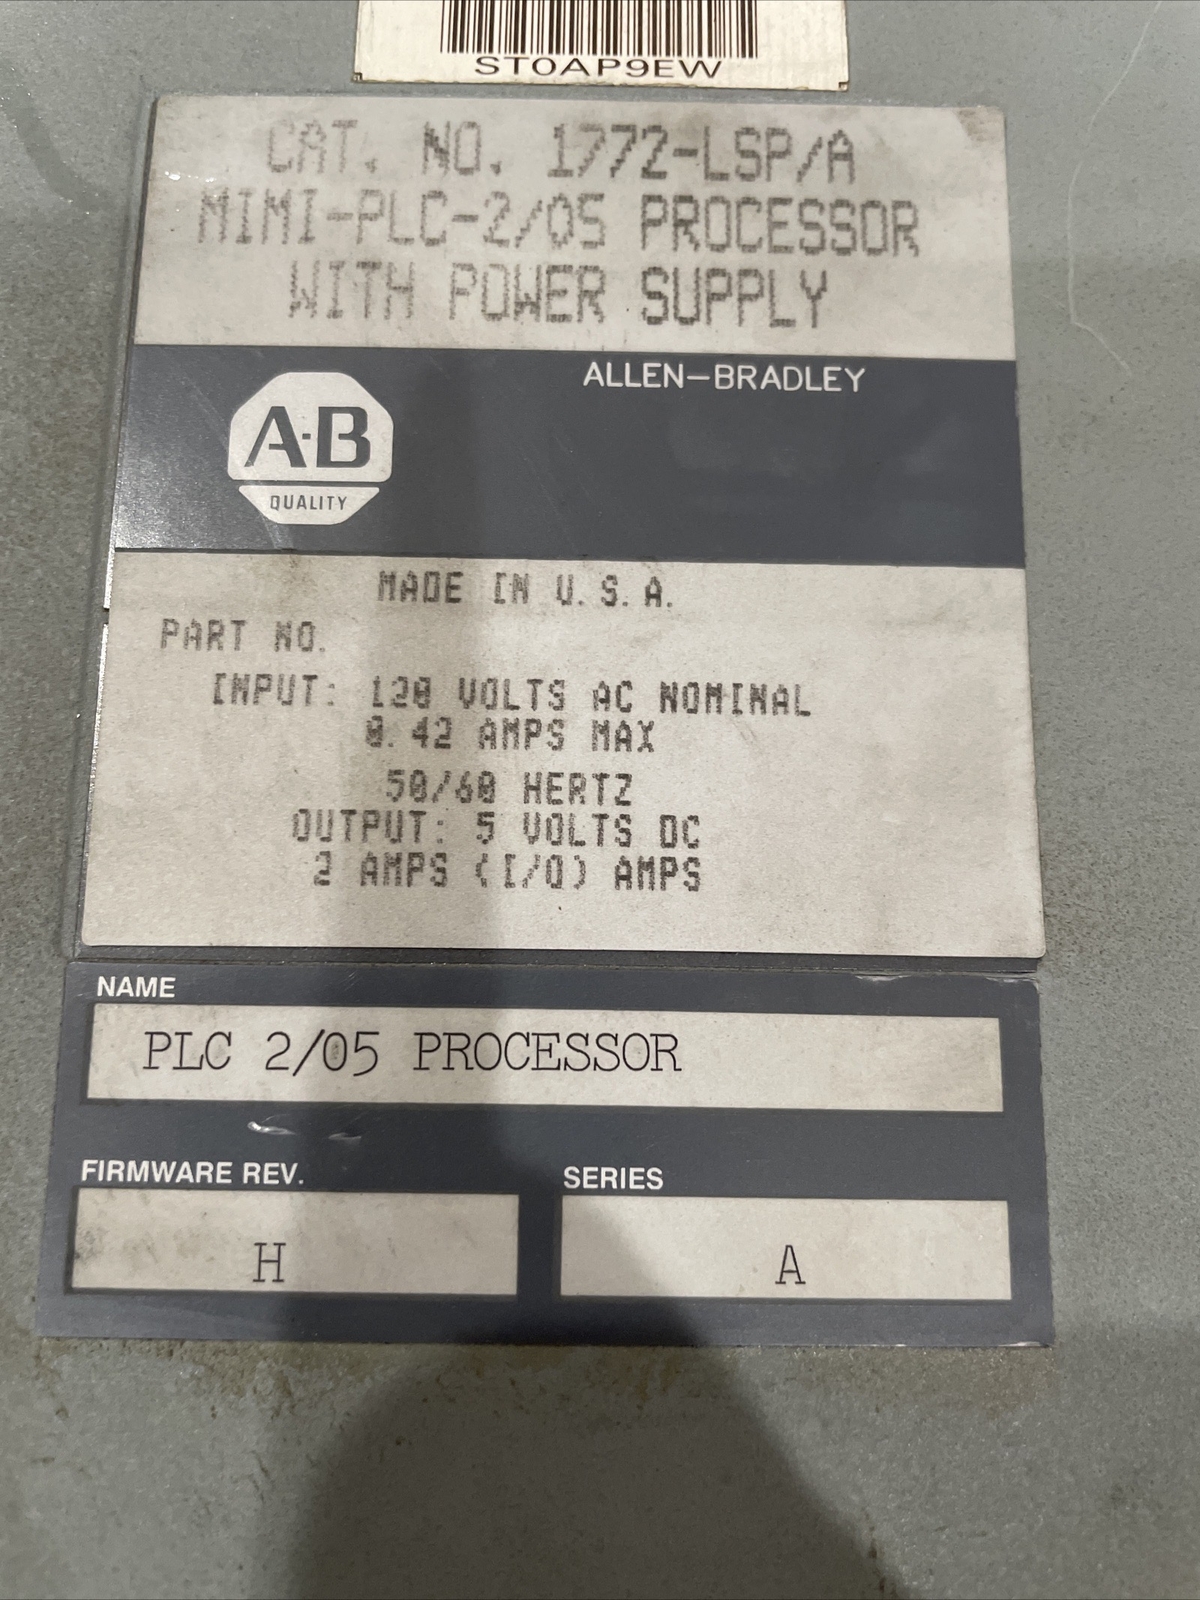 ST0AP9EW
CAT. NO. 1772-LSP/A
MIMI-PLC-2/05 PROCESSOR
WITH POWER SUPPLY
ALLEN-BRADLEY
A-B
QUALITY
MADE IN U.S.A.
PART NO.
INPUT: 120 VOLTS AC NOMINAL
0.42 AMPS MAX
50/60 HERTZ
OUTPUT: 5 VOLTS DC
2 AMPS (I/O) AMPS
NAME
PLC 2/05 PROCESSOR
FIRMWARE REV.
SERIES
H
A